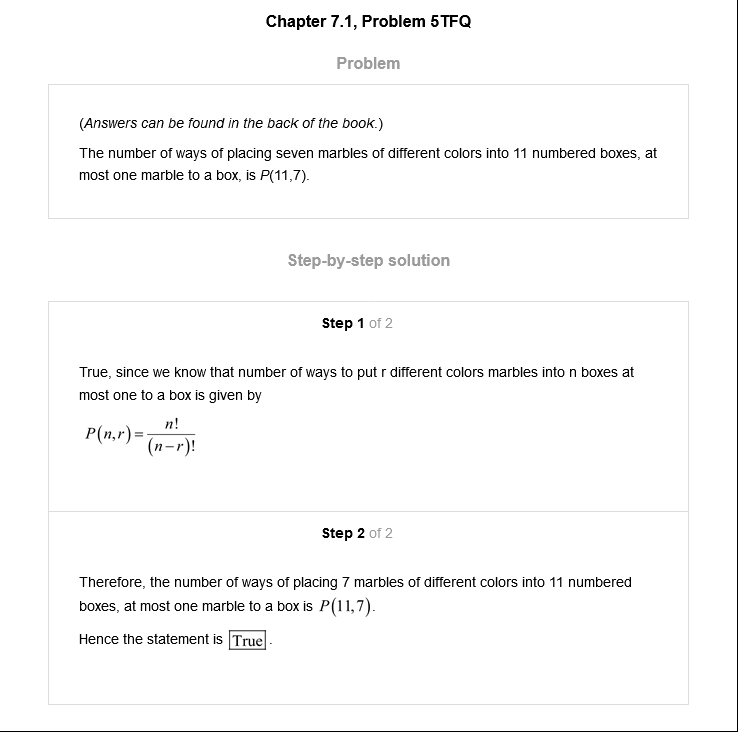 Chapter 7.1, Problem 5TFQ
Problem
(Answers can be found in the back of the book.)
The number of ways of placing seven marbles of different colors into 11 numbered boxes, at
most one marble to a box, is P(11,7).
Step-by-step solution
Step 1 of 2
True, since we know that number of ways to put r different colors marbles into n boxes at
most one to a box is given by
P(n,r)=n!/(n−r)!
Step 2 of 2
Therefore, the number of ways of placing 7 marbles of different colors into 11 numbered
boxes, at most one marble to a box is P(11,7).
Hence the statement is True.